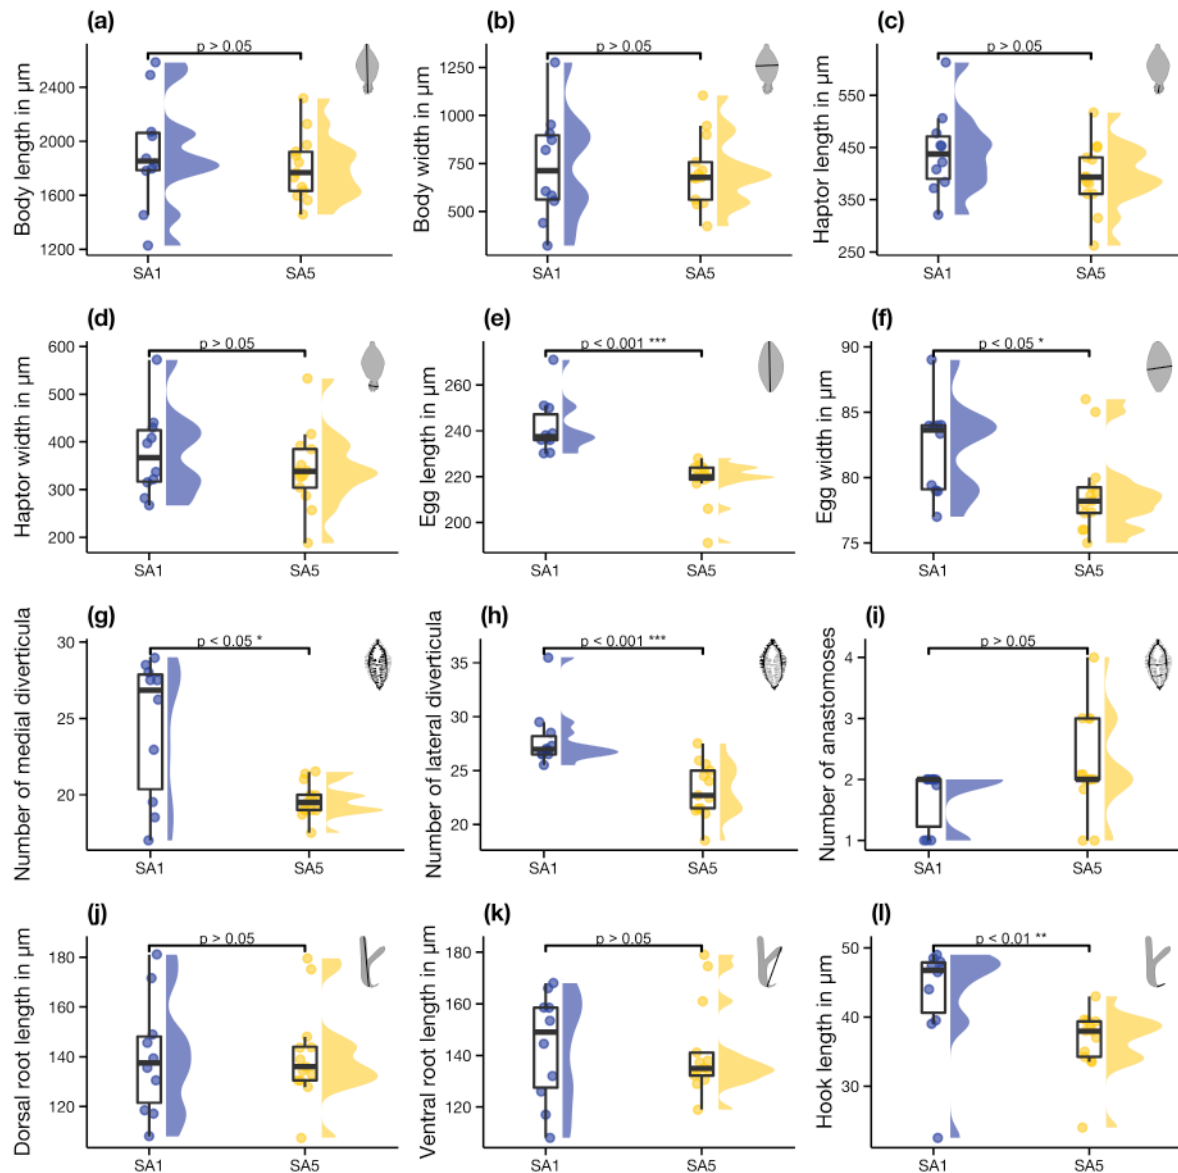 (a)
p > 0.05
Body length in µm
2400
2000
1600
1200
SA1
SA5
(b)
p > 0.05
Body width in µm
1250
1000
750
500
SA1
SA5
(c)
p > 0.05
Haptor length in µm
550
450
350
250
SA1
SA5
(d)
p > 0.05
Haptor width in µm
600
500
400
300
200
SA1
SA5
(e)
p < 0.001 ***
Egg length in µm
260
240
220
200
SA1
SA5
(f)
p < 0.05 *
Egg width in µm
90
85
80
75
SA1
SA5
(g)
p < 0.05 *
Number of medial diverticula
30
25
20
SA1
SA5
(h)
p < 0.001 ***
Number of lateral diverticula
35
30
25
20
SA1
SA5
(i)
p > 0.05
Number of anastomoses
4
3
2
1
SA1
SA5
(j)
p > 0.05
Dorsal root length in µm
180
160
140
120
SA1
SA5
(k)
p > 0.05
Ventral root length in µm
180
160
140
120
SA1
SA5
(l)
p < 0.01 **
Hook length in µm
50
40
30
SA1
SA5